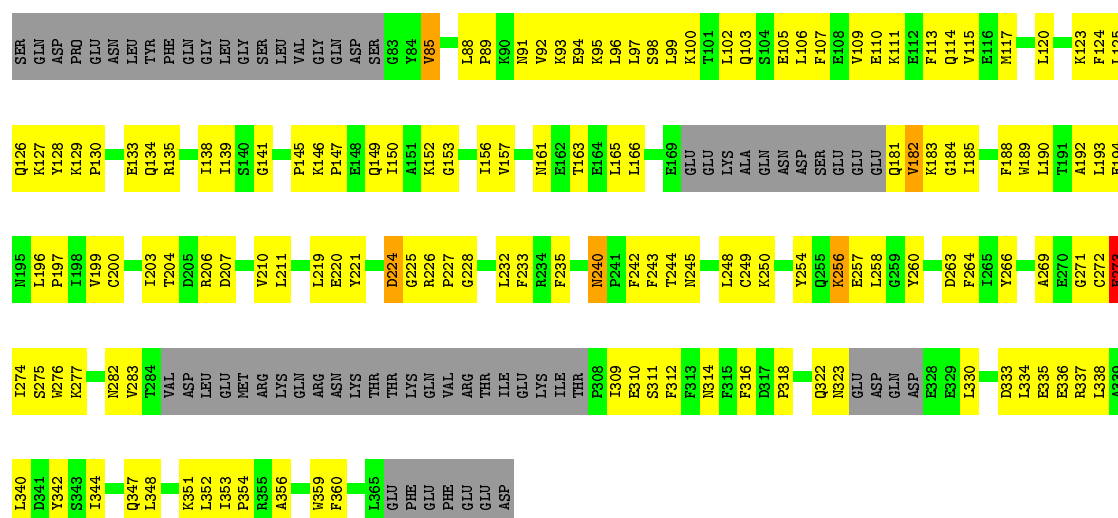 SER GLN ASP PRO GLU ASN LEU TYR PHE GLN GLY LEU GLY SER LEU VAL GLY GLN ASP SER G83 Y84 V85 L88 P89 K90 N91 V92 K93 E94 K95 L96 L97 S98 L99 K100 T101 L102 Q103 S104 E105 L106 F107 E108 V109 E110 K111 E112 F113 Q114 V115 E116 M117 L120 K123 F124 L125
Q126 K127 Y128 K129 P130 E133 Q134 R135 I138 I139 S140 G141 P145 K146 P147 E148 Q149 I150 A151 K152 G153 I156 V157 N161 E162 T163 E164 L165 L166 E169 GLU GLU LYS ALA GLN ASN ASP SER GLU GLU GLU Q181 V182 K183 G184 I185 F188 W189 L190 T191 A192 L193
N195 L196 P197 I198 V199 C200 I203 T204 D205 R206 D207 V210 L211 L219 E220 Y221 D224 G225 R226 P227 G228 L232 F233 R234 F235 N240 P241 F242 F243 T244 N245 L248 C249 K250 Y254 Q255 K256 E257 L258 G259 Y260 D263 F264 I265 Y266 A269 E270 G271 C272
I274 S275 W276 K277 N282 V283 T284 VAL ASP LEU GLU MET ARG LYS GLN ARG ASN LYS THR THR LYS GLN VAL ARG THR ILE GLU LYS ILE THR P308 I309 E310 S311 F312 F313 N314 F315 F316 D317 P318 Q322 N323 GLU ASP GLN ASP E328 E329 L330 D333 L334 E335 E336 R337 L338
L340 D341 Y342 S343 I344 Q347 L348 K351 L352 I353 P354 R355 A356 W359 F360 L365 GLU PHE GLU PHE GLU GLU ASP